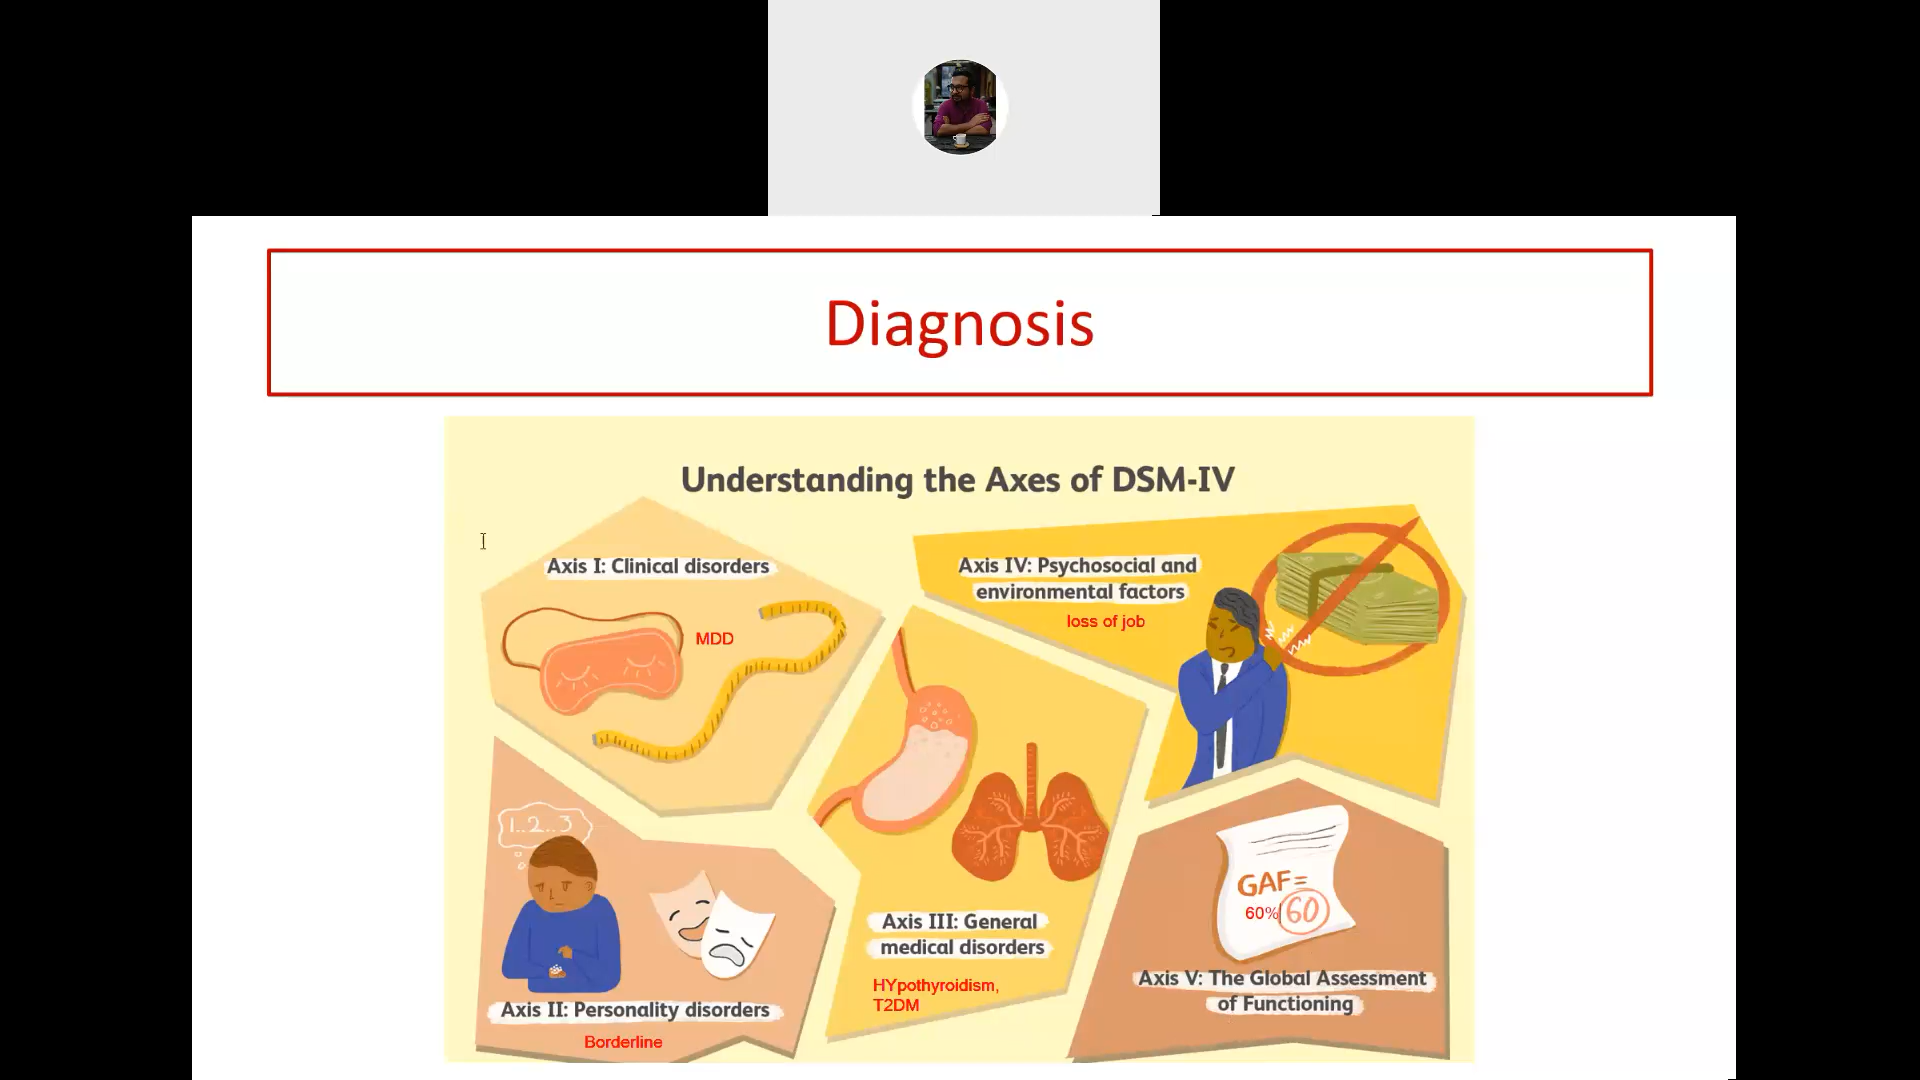 Diagnosis
Understanding the Axes of DSM-IV
Axis I: Clinical disorders
MDD
Axis IV: Psychosocial and
environmental factors
loss of job
1..2..3
Axis II: Personality disorders
Borderline
Axis III: General
medical disorders
HYpothyroidism,
T2DM
GAF=
60% 60
Axis V: The Global Assessment
of Functioning